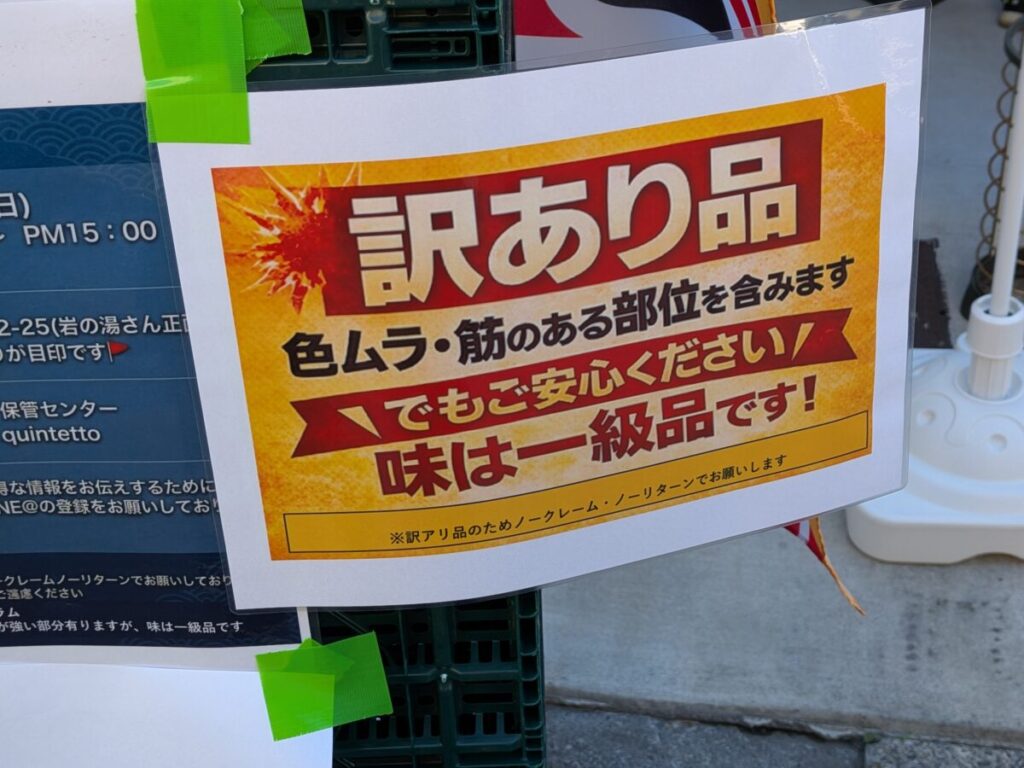 日)
PM15：00
2-25(岩の湯さん正
が目印です
保管センター
quintetto
得な情報をお伝えするために
NE@の登録をお願いしており
ークレームノーリターンでお願いしており
ご遠慮ください
ラム
が強い部分有りますが、味は一級品です
訳あり品
色ムラ・筋のある部位を含みます
でもご安心ください
味は一級品です！
※訳アリ品のためノークレーム・ノーリターンでお願いします